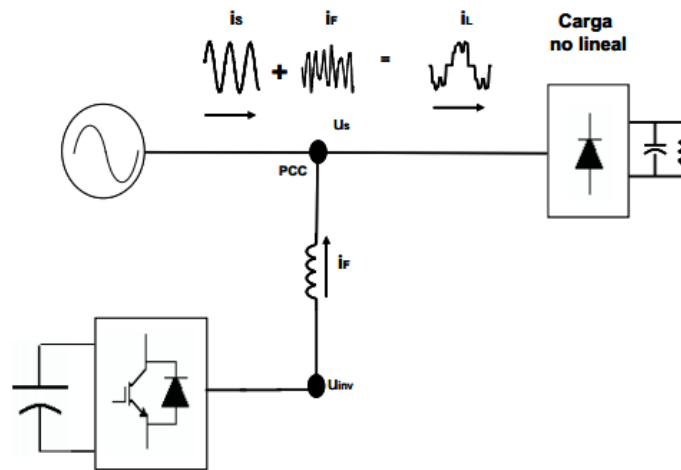 iS
iF
iL
+
=
Carga
no lineal
us
PCC
iF
uinv